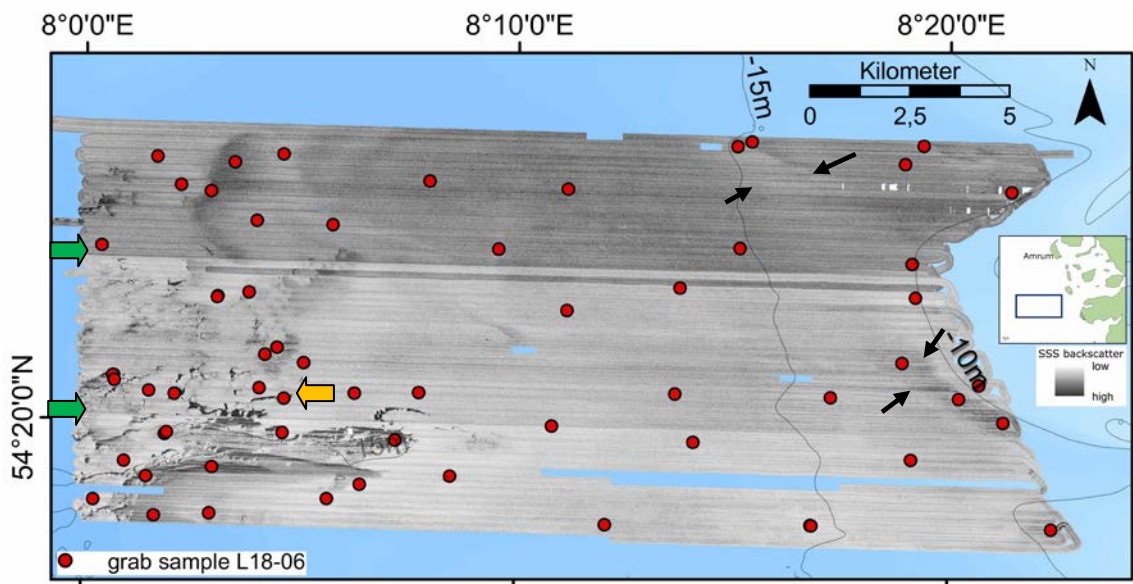 8°0'0"E 8°10'0"E 8°20'0"E
-15m
Kilometer
0 2,5 5
N
Amrum
SSS backscatter
low
high
-10m
54°20'0"N
grab sample L18-06